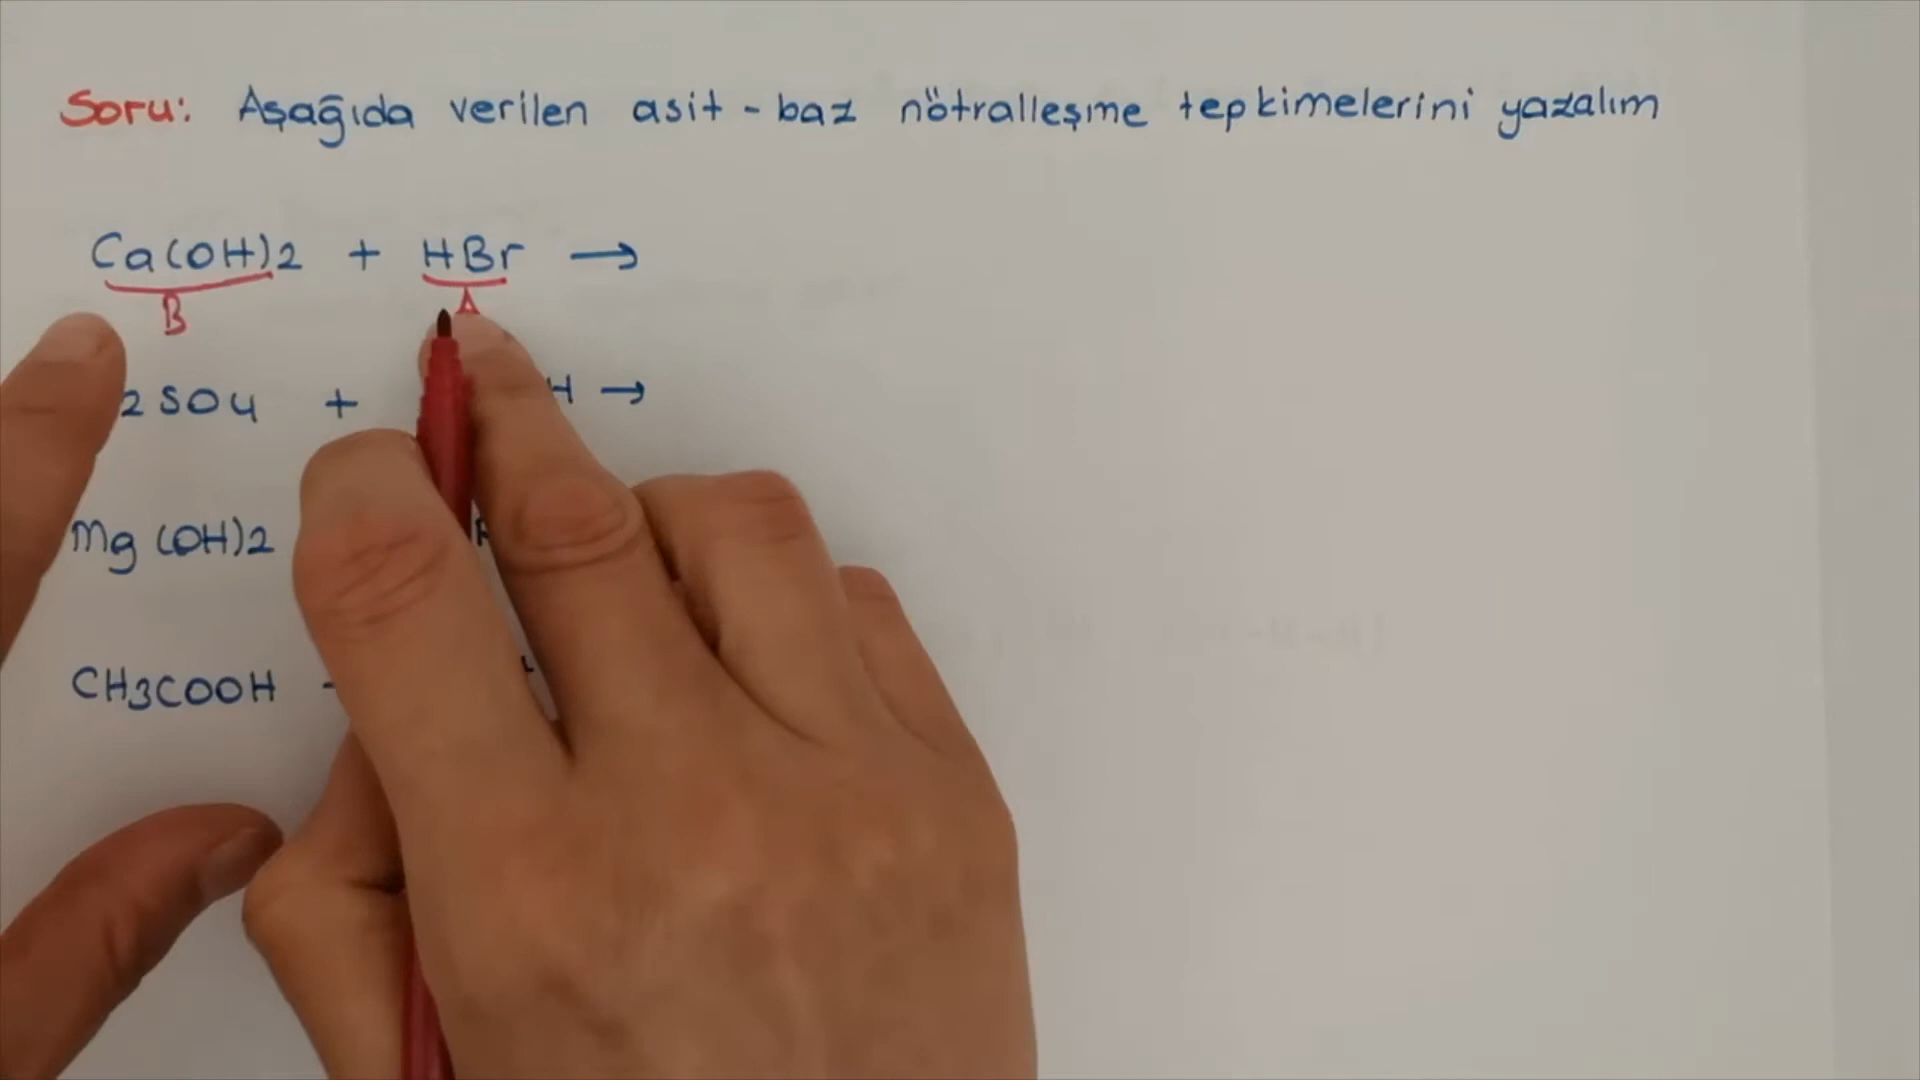 Soru: Aşağıda verilen asit - baz nötralleşme tepkimelerini yazalım
Ca(OH)2 + HBr →
B A
2SO4 + H →
Mg(OH)2
CH3COOH